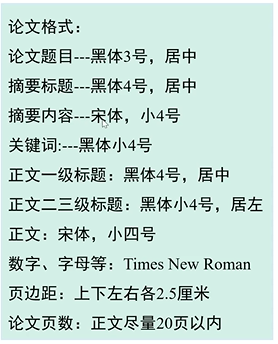 论文格式：
论文题目---黑体3号，居中
摘要标题---黑体4号，居中
摘要内容---宋体，小4号
关键词:---黑体小4号
正文一级标题：黑体4号，居中
正文二三级标题：黑体小4号，居左
正文：宋体，小四号
数字、字母等：Times New Roman
页边距：上下左右各2.5厘米
论文页数：正文尽量20页以内